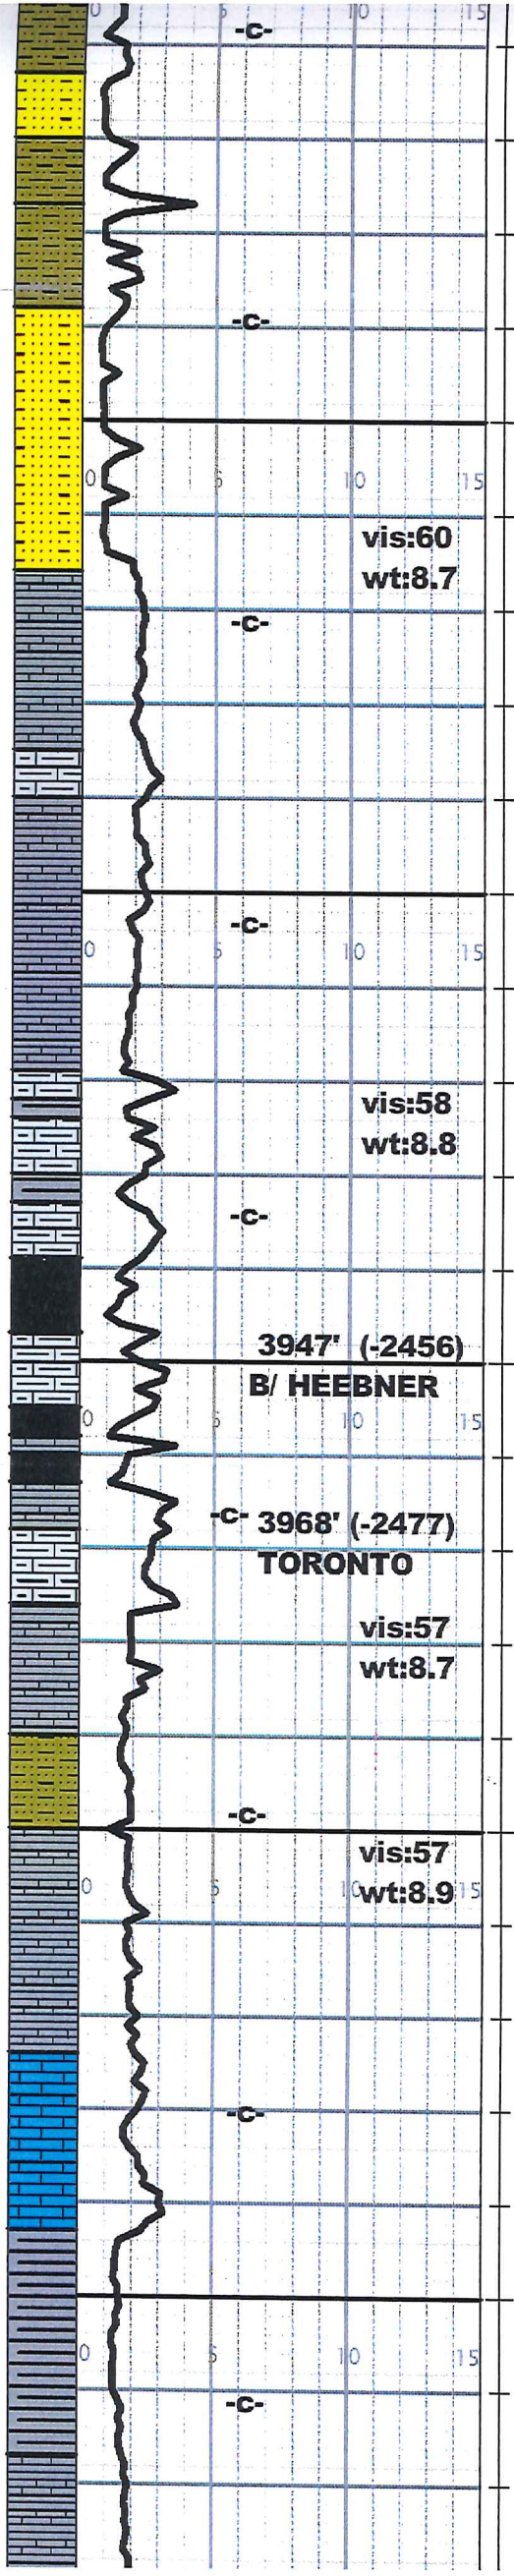 0 5 10 15
-C-
-C-
0 5 10 15
vis:60
wt:8.7
-C-
-C-
0 5 10 15
vis:58
wt:8.8
-C-
3947' (-2456)
B/ HEEBNER
0 5 10 15
-C- 3968' (-2477)
TORONTO
vis:57
wt:8.7
-C-
vis:57
0 5 10 wt:8.9 15
-C-
0 5 10 15
-C-